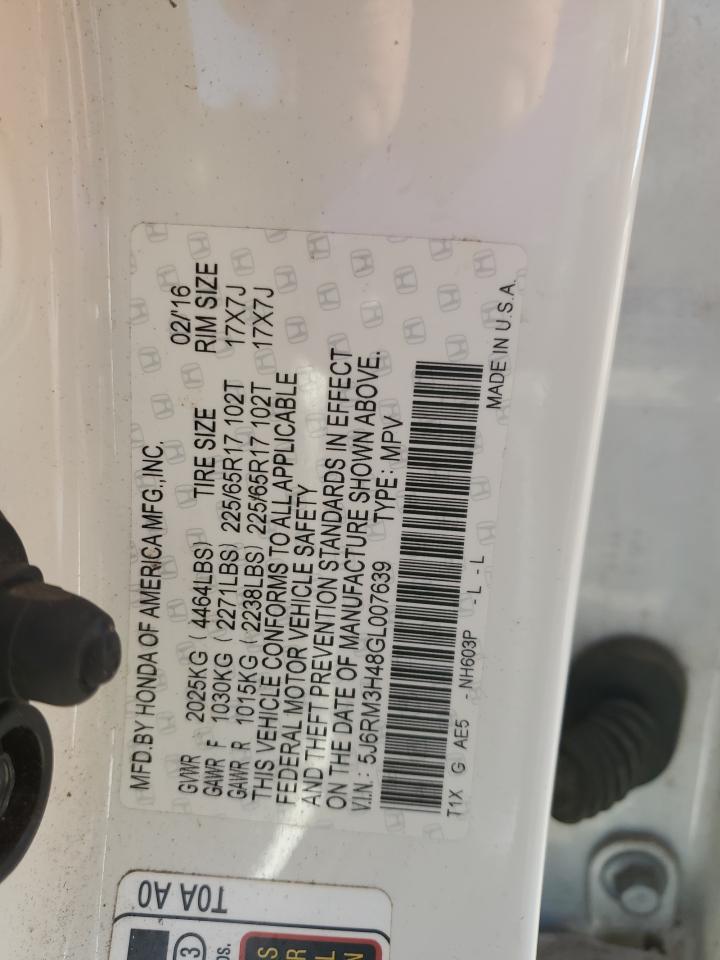 MFD.BY HONDA OF AMERICA MFG.,INC. 02/'16
GVWR 2025KG ( 4464LBS) TIRE SIZE RIM SIZE
GAWR F 1030KG ( 2271LBS) 225/65R17 102T 17X7J
GAWR R 1015KG ( 2238LBS) 225/65R17 102T 17X7J
THIS VEHICLE CONFORMS TO ALL APPLICABLE
FEDERAL MOTOR VEHICLE SAFETY
AND THEFT PREVENTION STANDARDS IN EFFECT
ON THE DATE OF MANUFACTURE SHOWN ABOVE.
V.I.N.: 5J6RM3H48GL007639 TYPE: MPV
T1X G AE5 - NH603P - L - L MADE IN U.S.A.
T0A A0
3